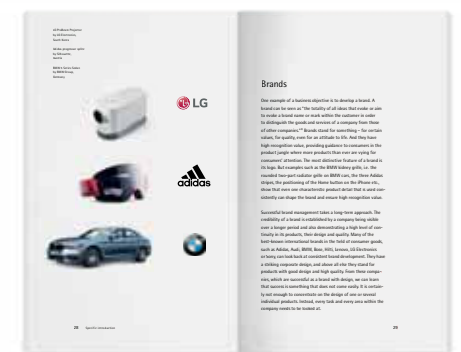 LG
adidas
BMW
Brands
One example of a business objective is to develop a brand. A
brand can be seen as "the totality of all ideas that evoke or aim
to evoke a brand name or mark within the customer in order
to distinguish the goods and services of a company from those
of other companies." Brands stand for something – for certain
values, for quality, even for an attitude to life. And they have
high recognition value, providing guidance to consumers in the
product jungle where more products than ever are vying for
consumers' attention. The most distinctive feature of a brand is
its logo. But examples such as the BMW kidney grille, i.e. the
rounded two-part radiator grille on BMW cars, the three Adidas
stripes, the positioning of the Home button on the iPhone etc.,
show that even one characteristic product detail that is used con-
sistently can shape the brand and ensure high recognition value.
Successful brand management takes a long-term approach. The
credibility of a brand is established by a company being visible
over a longer period and also demonstrating a high level of con-
tinuity in its products, their design and quality. Many of the
best-known international brands in the field of consumer goods,
such as Adidas, Audi, BMW, Bose, Hilti, Lenovo, LG Electronics
or Sony, can look back at consistent brand development. They have
a striking corporate design, and above all else they stand for
products with good design and high quality. From these compa-
nies, which are successful as a brand with design, we can learn
that success is something that does not come easily. It is certain-
ly not enough to concentrate on the design of one or several
individual products. Instead, every task and every area within the
company needs to be looked at.
28
29